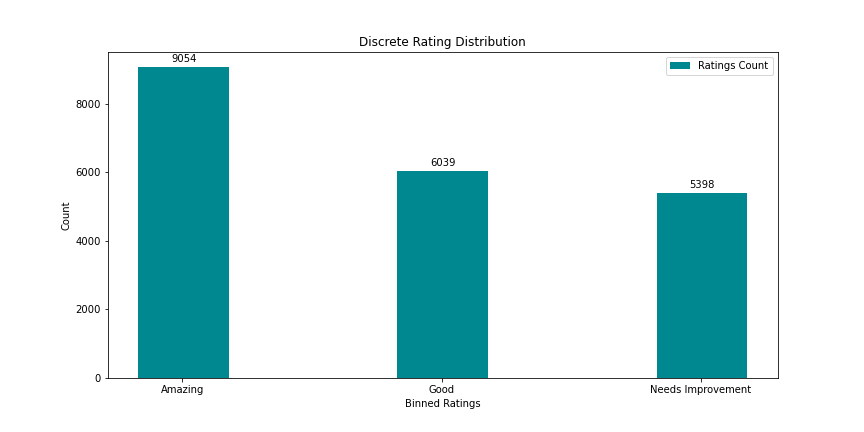 Discrete Rating Distribution
9054
Ratings Count
8000
6039
6000
5398
Count
4000
2000
0
Amazing
Good
Needs Improvement
Binned Ratings